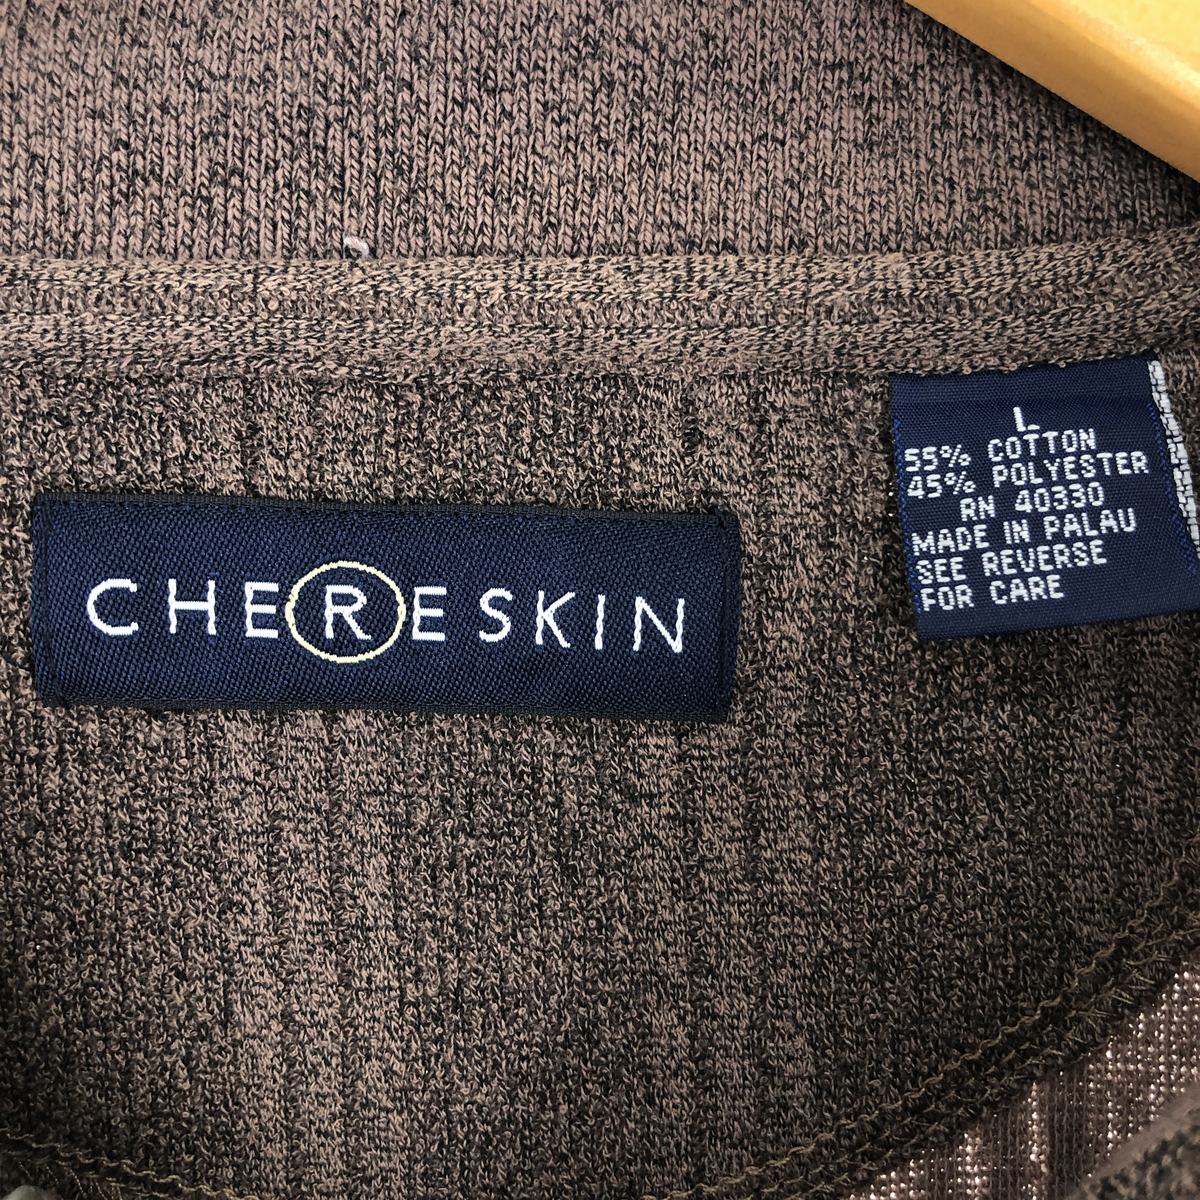 CHERESKIN
L
55% COTTON
45% POLYESTER
RN 40330
MADE IN PALAU
SEE REVERSE
FOR CARE